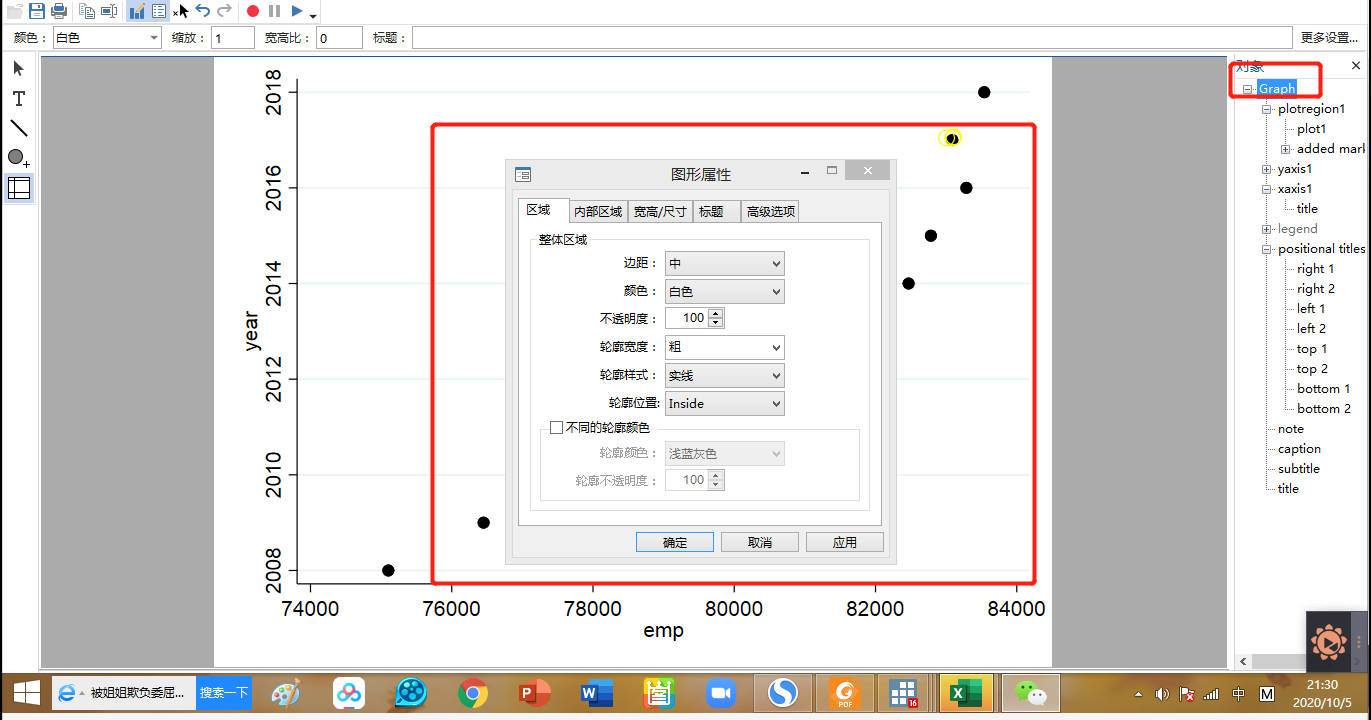 颜色： 白色 缩放： 1 宽高比： 0 标题： 更多设置...
T
对象
Graph
plotregion1
plot1
added mark
yaxis1
xaxis1
title
legend
positional titles
right 1
right 2
left 1
left 2
top 1
top 2
bottom 1
bottom 2
note
caption
subtitle
title
2018
2016
2014
2012
2010
2008
year
74000 76000 78000 80000 82000 84000
emp
图形属性
区域 内部区域 宽高/尺寸 标题 高级选项
整体区域
边距： 中
颜色： 白色
不透明度： 100
轮廓宽度： 粗
轮廓样式： 实线
轮廓位置: Inside
不同的轮廓颜色
轮廓颜色： 浅蓝灰色
轮廓不透明度： 100
确定 取消 应用
被姐姐欺负委屈... 搜索一下
P
W
PDF
16
X
中
M
21:30
2020/10/5